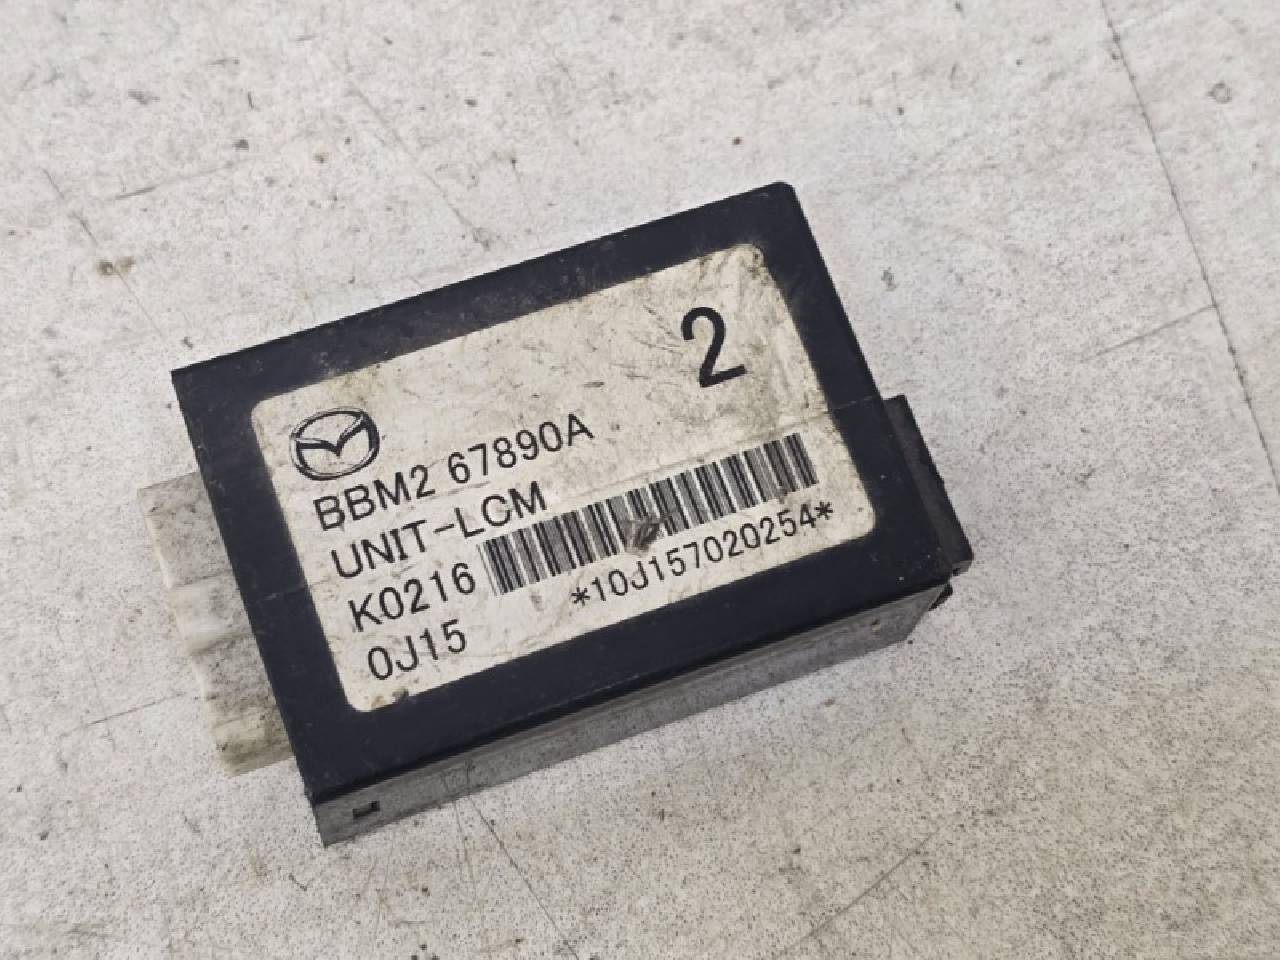 2
BBM2 67890A
UNIT-LCM
K0216
*10J157020254*
0J15